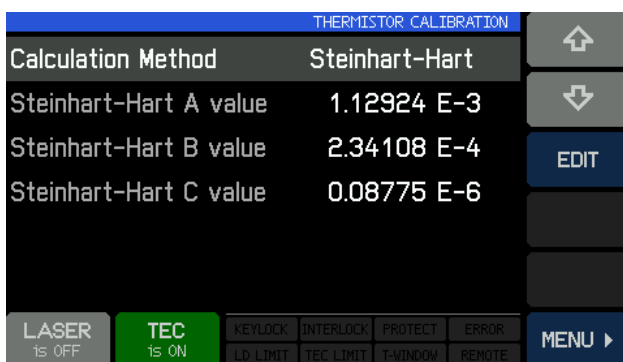 THERMISTOR CALIBRATION
Calculation Method Steinhart-Hart
Steinhart-Hart A value 1.12924 E-3
Steinhart-Hart B value 2.34108 E-4
Steinhart-Hart C value 0.08775 E-6
EDIT
LASER
is OFF
TEC
is ON
KEYLOCK INTERLOCK PROTECT ERROR
LD LIMIT TEC LIMIT T-WINDOW REMOTE
MENU